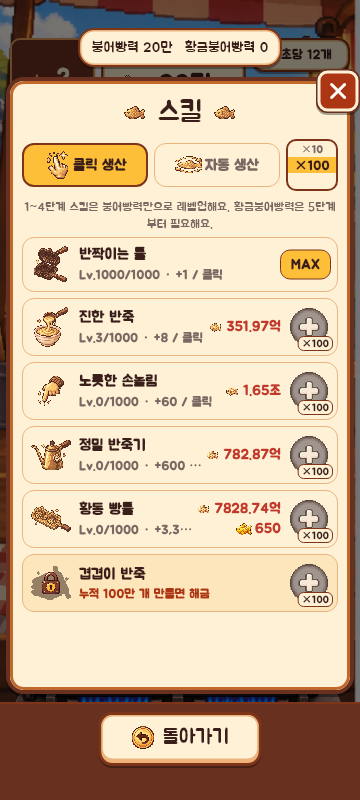 붕어빵력 20만 황금붕어빵력 0
초당 12개
스킬
클릭 생산
자동 생산
×10
×100
1~4단계 스킬은 붕어빵력만으로 레벨업해요. 황금붕어빵력은 5단계
부터 필요해요.
반짝이는 틀
Lv.1000/1000 · +1 / 클릭
MAX
진한 반죽
Lv.3/1000 · +8 / 클릭
351.97억
×100
노릇한 손놀림
Lv.0/1000 · +60 / 클릭
1.65조
×100
정밀 반죽기
Lv.0/1000 · +600 ···
782.87억
×100
황동 빵틀
Lv.0/1000 · +3,3···
7828.74억
650
×100
겹겹이 반죽
누적 100만 개 만들면 해금
×100
돌아가기